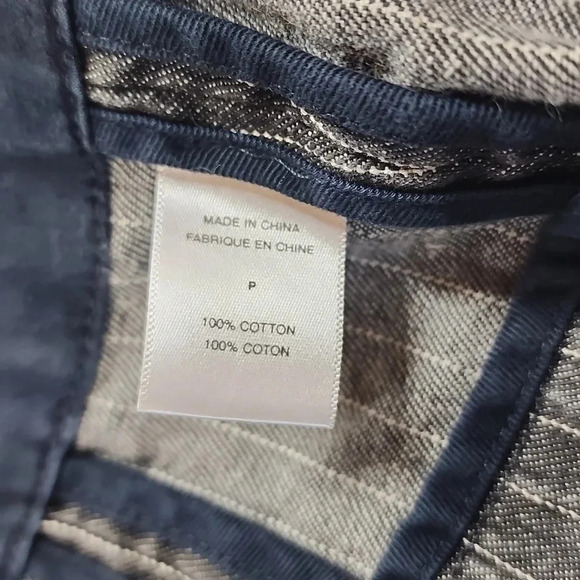 MADE IN CHINA
FABRIQUE EN CHINE
P
100% COTTON
100% COTON